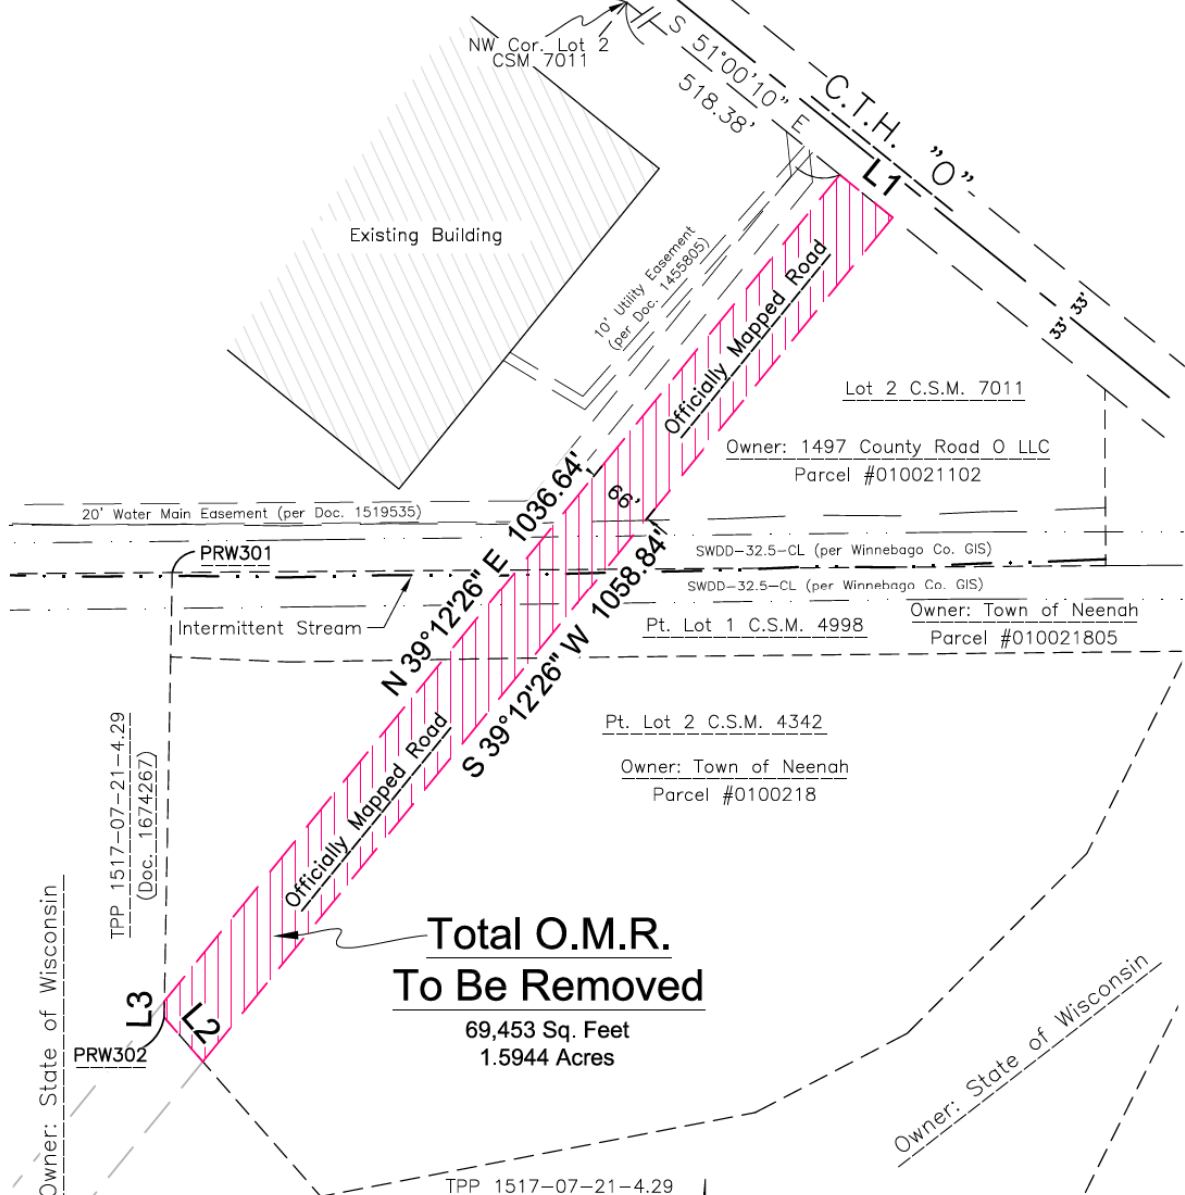 NW Cor. Lot 2
CSM 7011
S 51°00'10" E
518.38'
C.T.H. "O"
L1
Existing Building
10' Utility Easement
(per Doc. 1455805)
Officially Mapped Road
33' 33'
Lot 2 C.S.M. 7011
Owner: 1497 County Road O LLC
Parcel #010021102
N 39°12'26" E 1036.64'
66'
20' Water Main Easement (per Doc. 1519535)
PRW301
SWDD-32.5-CL (per Winnebago Co. GIS)
SWDD-32.5-CL (per Winnebago Co. GIS)
Intermittent Stream
S 39°12'26" W 1058.84'
Pt. Lot 1 C.S.M. 4998
Owner: Town of Neenah
Parcel #010021805
Pt. Lot 2 C.S.M. 4342
Owner: Town of Neenah
Parcel #0100218
TPP 1517-07-21-4.29
(Doc. 1674267)
Officially Mapped Road
Total O.M.R.
To Be Removed
69,453 Sq. Feet
1.5944 Acres
L3
L2
PRW302
Owner: State of Wisconsin
Owner: State of Wisconsin
TPP 1517-07-21-4.29